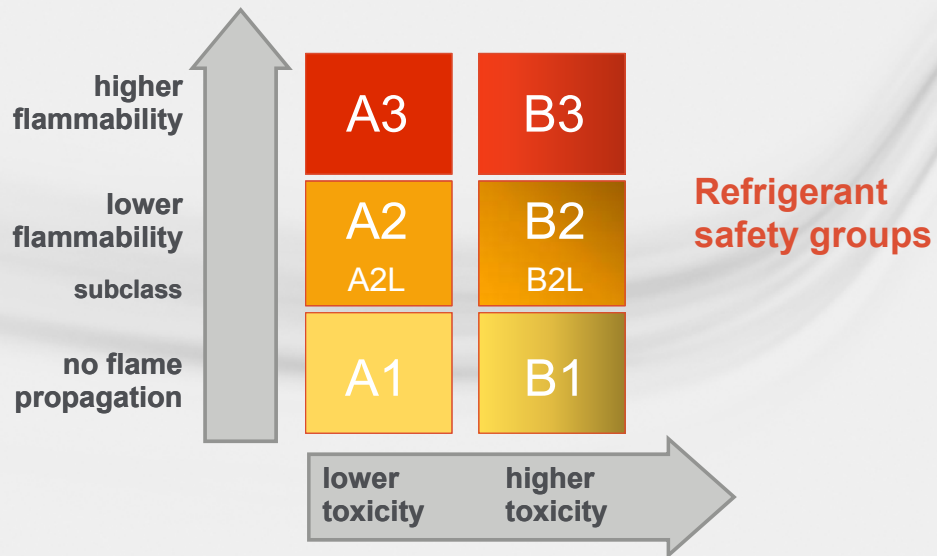 higher
flammability
A3
B3
lower
flammability
A2
B2
Refrigerant
safety groups
subclass
A2L
B2L
no flame
propagation
A1
B1
lower
toxicity
higher
toxicity